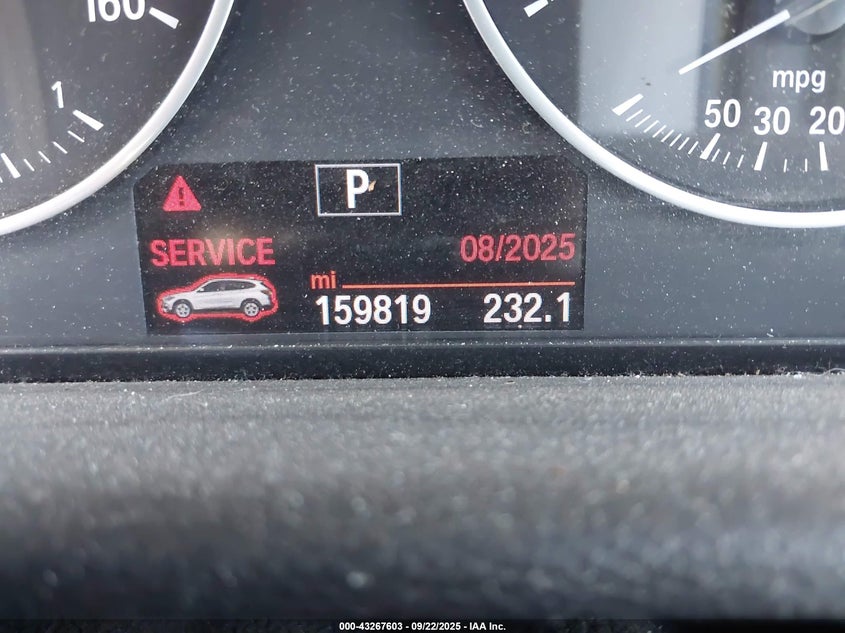 160
1
mpg
50 30 20
P
SERVICE 08/2025
mi
159819 232.1
000-43267603 - 09/22/2025 - IAA Inc.